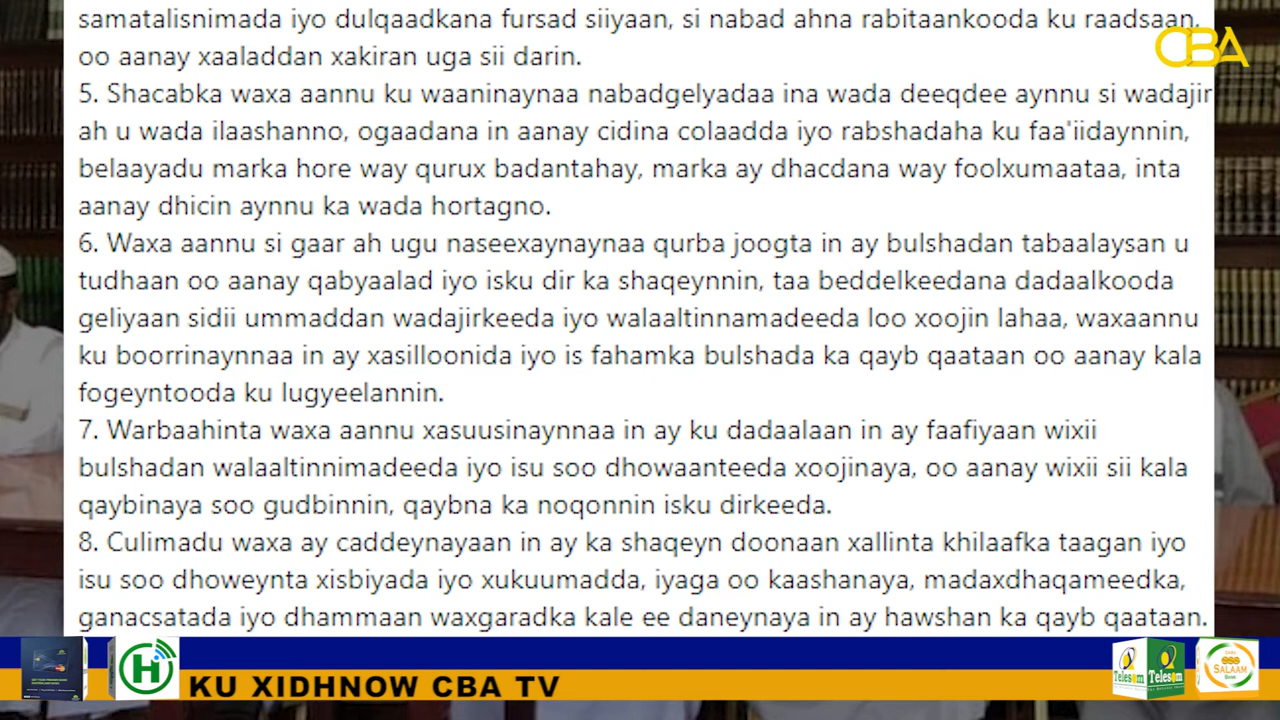 samatalisnimada iyo dulqaadkana fursad siiyaan, si nabad ahna rabitaankooda ku raadsaan,
oo aanay xaaladdan xakiran uga sii darin.
CBA
5. Shacabka waxa aannu ku waaninaynaa nabadgelyadaa ina wada deeqdee aynnu si wadajir
ah u wada ilaashanno, ogaadana in aanay cidina colaadda iyo rabshadaha ku faa'iidaynnin,
belaayadu marka hore way qurux badantahay, marka ay dhacdana way foolxumaataa, inta
aanay dhicin aynnu ka wada hortagno.
6. Waxa aannu si gaar ah ugu naseexaynaynaa qurba joogta in ay bulshadan tabaalaysan u
tudhaan oo aanay qabyaalad iyo isku dir ka shaqeynnin, taa beddelkeedana dadaalkooda
geliyaan sidii ummaddan wadajirkeeda iyo walaaltinnamadeeda loo xoojin lahaa, waxaannu
ku boorrinaynnaa in ay xasilloonida iyo is fahamka bulshada ka qayb qaataan oo aanay kala
fogeyntooda ku lugyeelannin.
7. Warbaahinta waxa aannu xasuusinaynnaa in ay ku dadaalaan in ay faafiyaan wixii
bulshadan walaaltinnimadeeda iyo isu soo dhowaanteeda xoojinaya, oo aanay wixii sii kala
qaybinaya soo gudbinnin, qaybna ka noqonnin isku dirkeeda.
8. Culimadu waxa ay caddeynayaan in ay ka shaqeyn doonaan xallinta khilaafka taagan iyo
isu soo dhoweynta xisbiyada iyo xukuumadda, iyaga oo kaashanaya, madaxdhaqameedka,
ganacsatada iyo dhammaan waxgaradka kale ee daneynaya in ay hawshan ka qayb qaataan.
KU XIDHNOW CBA TV
H
Telesom Telesom
SALAAM